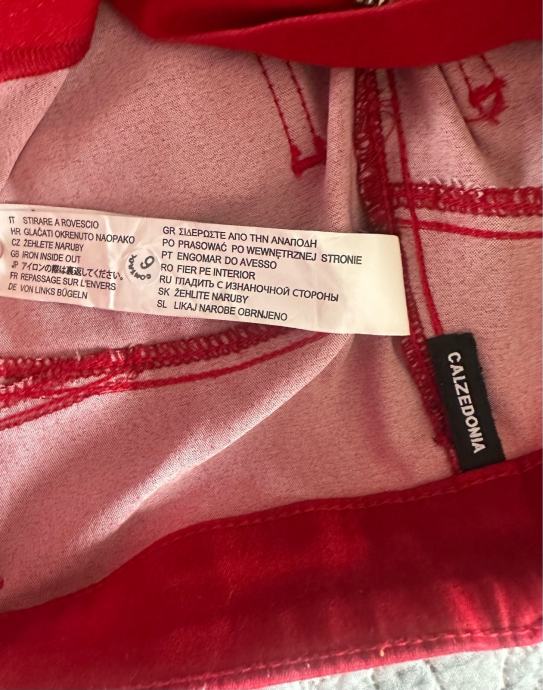 IT STIRARE A ROVESCIO
HR GLAČATI OKRENUTO NAOPAKO
CZ ŽEHLETE NARUBY
GB IRON INSIDE OUT
JP アイロンの際は裏返してください。
FR REPASSAGE SUR L'ENVERS
DE VON LINKS BÜGELN
GR ΣΙΔΕΡΩΣΤΕ ΑΠΟ ΤΗΝ ΑΝΑΠΟΔΗ
PO PRASOWAĆ PO WEWNĘTRZNEJ STRONIE
PT ENGOMAR DO AVESSO
RO FIER PE INTERIOR
RU ГЛАДИТЬ С ИЗНАНОЧНОЙ СТОРОНЫ
SK ŽEHLITE NARUBY
SL LIKAJ NAROBE OBRNJENO
CALZEDONIA